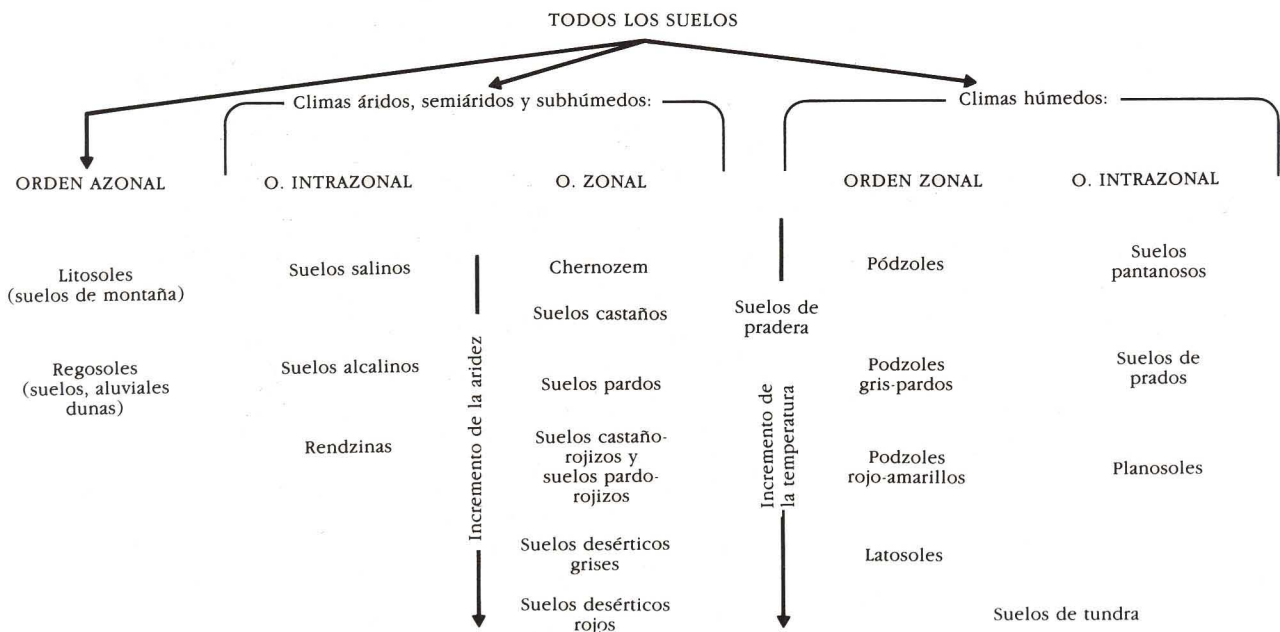 TODOS LOS SUELOS
Climas áridos, semiáridos y subhúmedos:
Climas húmedos:
ORDEN AZONAL
O. INTRAZONAL
O. ZONAL
ORDEN ZONAL
O. INTRAZONAL
Litosoles
(suelos de montaña)
Regosoles
(suelos, aluviales
dunas)
Suelos salinos
Suelos alcalinos
Rendzinas
Incremento de la aridez
Chernozem
Suelos castaños
Suelos pardos
Suelos castaño-
rojizos y
suelos pardo-
rojizos
Suelos desérticos
grises
Suelos desérticos
rojos
Suelos de
pradera
Incremento de
la temperatura
Pódzoles
Podzoles
gris-pardos
Podzoles
rojo-amarillos
Latosoles
Suelos
pantanosos
Suelos de
prados
Planosoles
Suelos de tundra